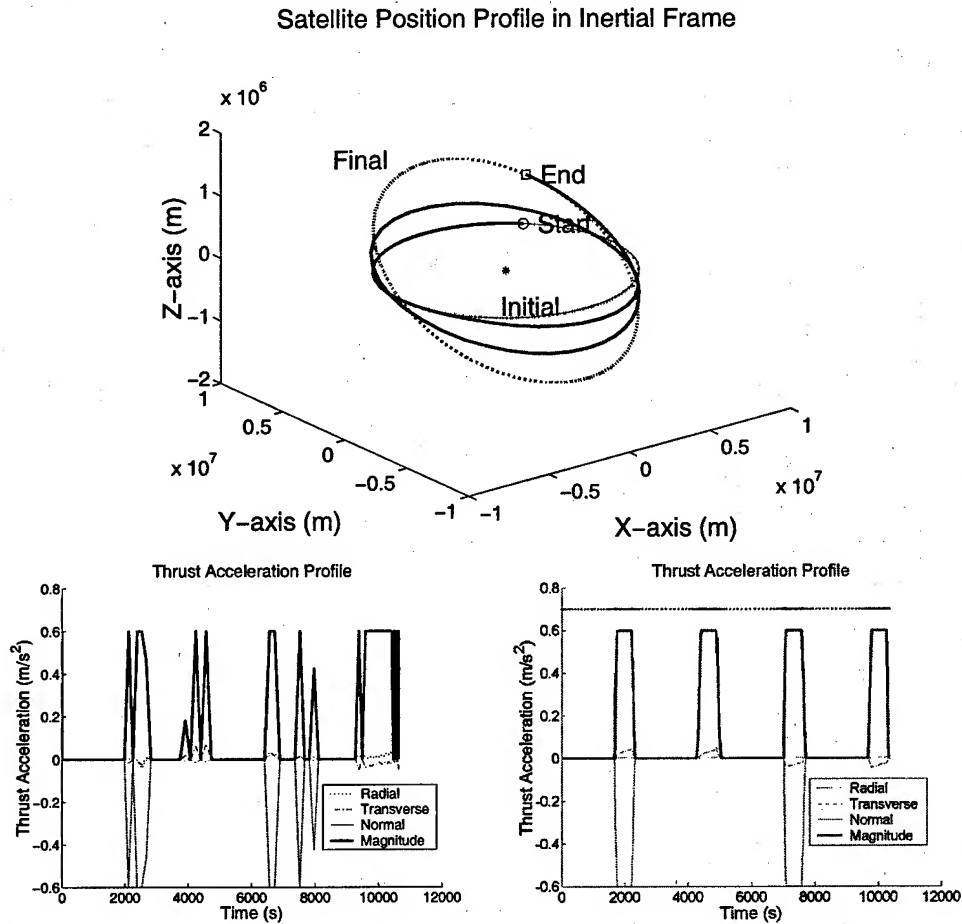 Satellite Position Profile in Inertial Frame
x 10^6
2
1
0
−1
−2
Z−axis (m)
Final
End
Start
Initial
1
0.5
0
−0.5
−1
x 10^7
Y−axis (m)
−1
−0.5
0
0.5
1
x 10^7
X−axis (m)
Thrust Acceleration Profile
0.8
0.6
0.4
0.2
0
−0.2
−0.4
−0.6
Thrust Acceleration (m/s²)
Radial
Transverse
Normal
Magnitude
0 2000 4000 6000 8000 10000 12000
Time (s)
Thrust Acceleration Profile
0.8
0.6
0.4
0.2
0
−0.2
−0.4
−0.6
Thrust Acceleration (m/s²)
Radial
Transverse
Normal
Magnitude
0 2000 4000 6000 8000 10000 12000
Time (s)